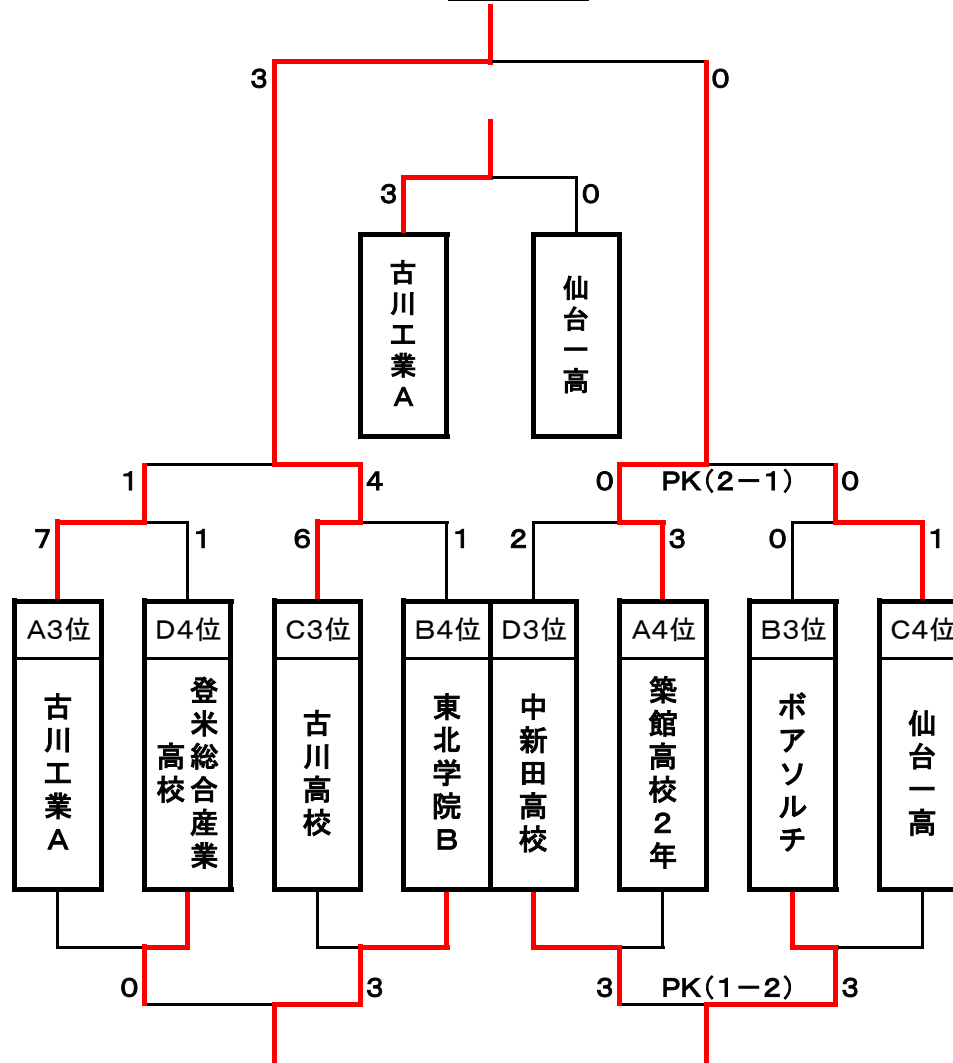 3
0
3
0
古川工業A
仙台一高
1
4
0
PK(2－1)
0
7
1
6
1
2
3
0
1
A3位
D4位
C3位
B4位
D3位
A4位
B3位
C4位
古川工業A
登米総合産業
高校
古川高校
東北学院B
中新田高校
築館高校2年
ボアソルチ
仙台一高
0
3
3
PK(1－2)
3